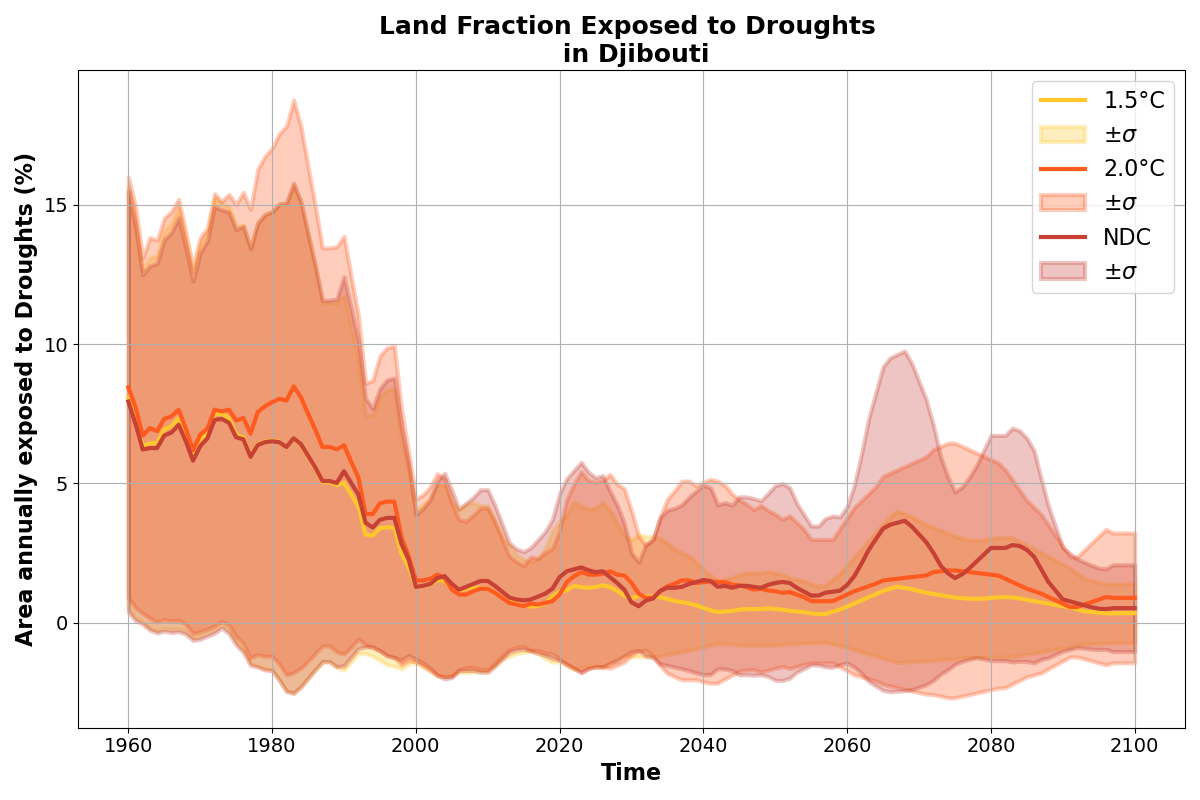 Land Fraction Exposed to Droughts
in Djibouti
Area annually exposed to Droughts (%)
15
10
5
0
1960
1980
2000
2020
2040
2060
2080
2100
Time
1.5°C
±σ
2.0°C
±σ
NDC
±σ